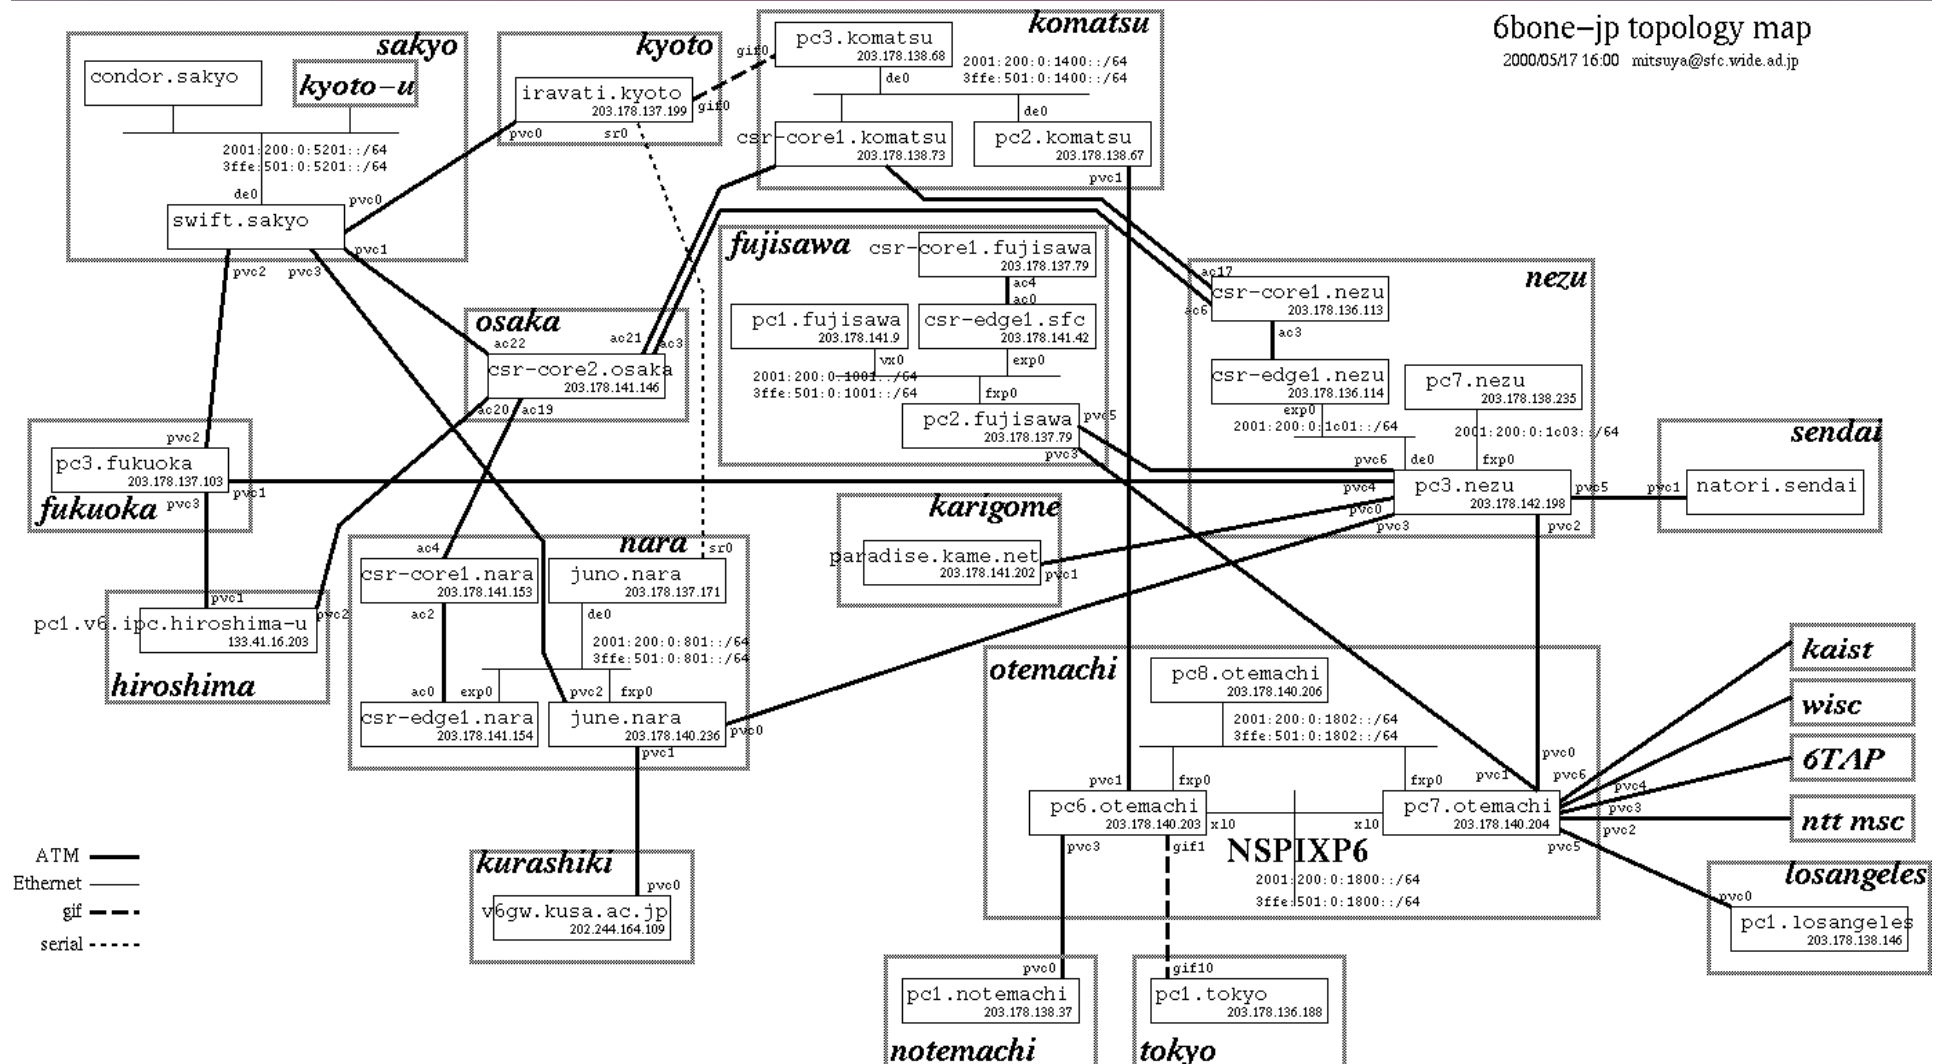 6bone-jp topology map
2000/05/17 16:00 mitsuya@sfc.wide.ad.jp
sakyo
condor.sakyo
kyoto-u
2001:200:0:5201::/64
3ffe:501:0:5201::/64
de0
pvc0
swift.sakyo
pvc1
pvc2 pvc3
kyoto
iravati.kyoto
203.178.137.199
gif0
pvc0
sr0
komatsu
gif0
pc3.komatsu
203.178.138.68
2001:200:0:1400::/64
3ffe:501:0:1400::/64
de0
de0
csr-core1.komatsu
203.178.138.73
pc2.komatsu
203.178.138.67
pvc1
fujisawa
csr-core1.fujisawa
203.178.137.79
ac4
ac0
pc1.fujisawa
203.178.141.9
csr-edge1.sfc
203.178.141.42
vx0
exp0
2001:200:0:1001::/64
3ffe:501:0:1001::/64
fxp0
pc2.fujisawa
203.178.137.79
pvc5
pvc3
nezu
ac17
csr-core1.nezu
203.178.136.113
ac6
ac3
csr-edge1.nezu
203.178.136.114
pc7.nezu
203.178.138.235
exp0
2001:200:0:1c01::/64
2001:200:0:1c03::/64
pvc6
de0
fxp0
pc3.nezu
203.178.142.198
pvc4
pvc0
pvc3
pvc5
pvc2
sendai
pvc1
natori.sendai
osaka
ac22
ac21
ac3
csr-core2.osaka
203.178.141.146
ac20
ac19
fukuoka
pvc2
pc3.fukuoka
203.178.137.103
pvc1
pvc3
karigome
paradise.kame.net
203.178.141.202
pvc1
hiroshima
pvc1
pc1.v6.ipc.hiroshima-u
133.41.16.203
pvc2
nara
ac4
sr0
csr-core1.nara
203.178.141.153
juno.nara
203.178.137.171
ac2
de0
2001:200:0:801::/64
3ffe:501:0:801::/64
ac0
exp0
pvc2
fxp0
csr-edge1.nara
203.178.141.154
june.nara
203.178.140.236
pvc0
pvc1
otemachi
pc8.otemachi
203.178.140.206
2001:200:0:1802::/64
3ffe:501:0:1802::/64
pvc1
fxp0
fxp0
pvc1
pvc0
pvc6
pc6.otemachi
203.178.140.203
xl0
xl0
pc7.otemachi
203.178.140.204
pvc4
pvc3
pvc2
pvc5
pvc3
gif1
NSPIXP6
2001:200:0:1800::/64
3ffe:501:0:1800::/64
kaist
wisc
6TAP
ntt msc
losangeles
pvc0
pc1.losangeles
203.178.138.146
kurashiki
pvc0
v6gw.kusa.ac.jp
202.244.164.109
pvc0
pc1.notemachi
203.178.138.37
notemachi
gif10
pc1.tokyo
203.178.136.188
tokyo
ATM
Ethernet
gif
serial